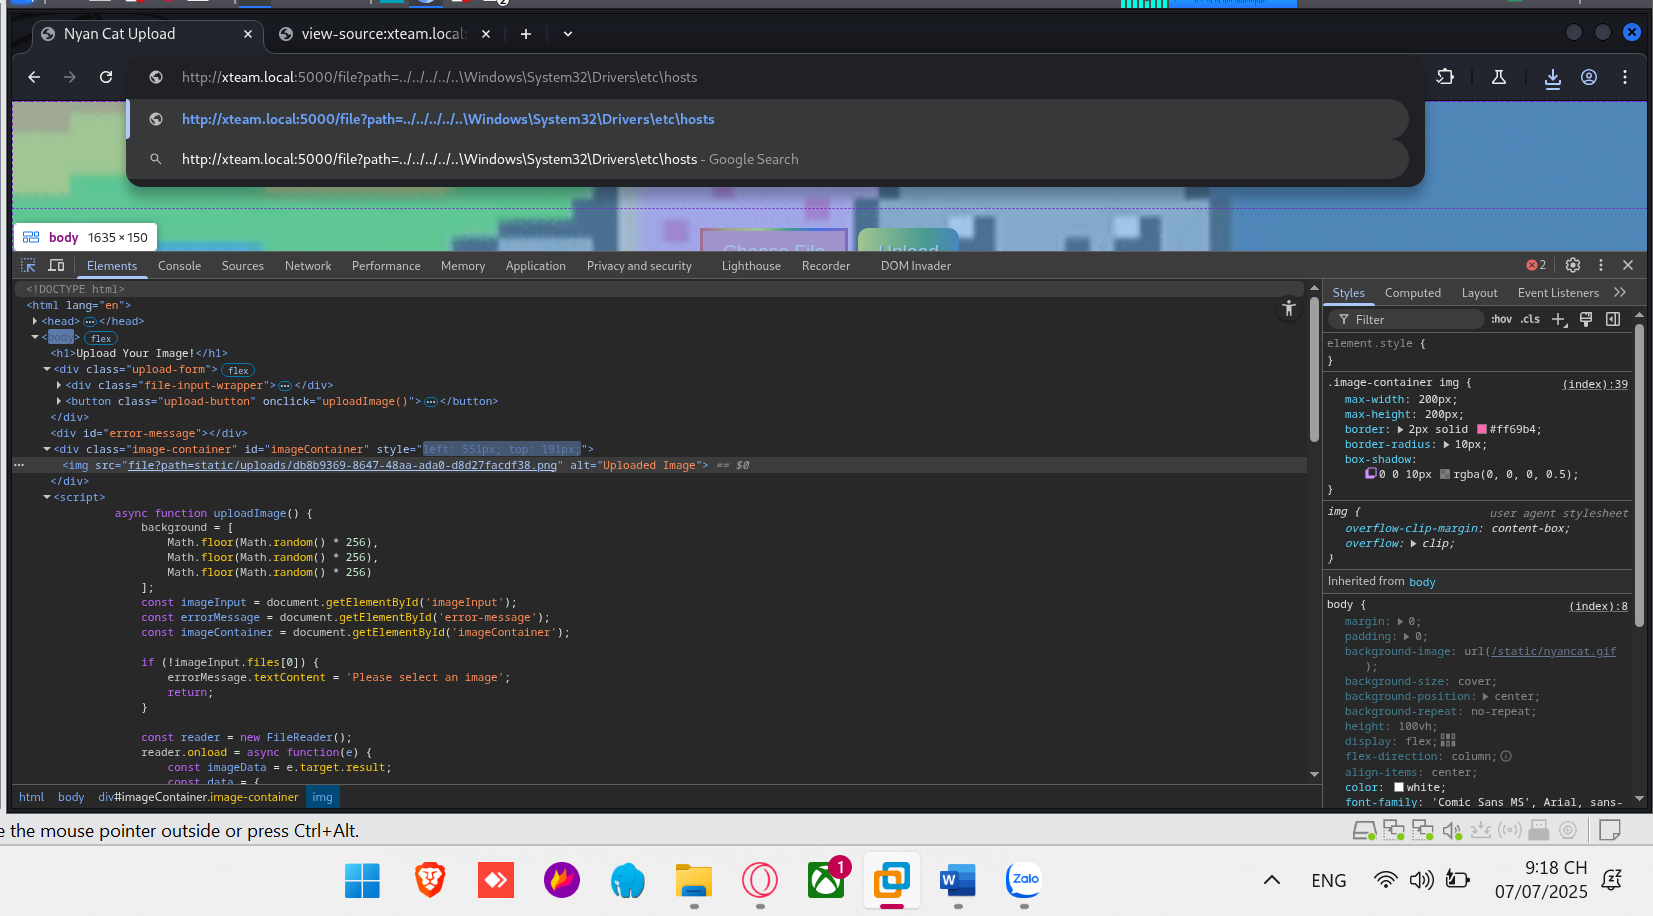 Nyan Cat Upload
view-source:xteam.local:
http://xteam.local:5000/file?path=../../../../..\Windows\System32\Drivers\etc\hosts
http://xteam.local:5000/file?path=../../../../..\Windows\System32\Drivers\etc\hosts
http://xteam.local:5000/file?path=../../../../..\Windows\System32\Drivers\etc\hosts - Google Search
body 1635×150
Choose File Upload
Elements Console Sources Network Performance Memory Application Privacy and security Lighthouse Recorder DOM Invader 2
<!DOCTYPE html>
<html lang="en">
<head> </head>
<body> flex
<h1>Upload Your Image!</h1>
<div class="upload-form"> flex
<div class="file-input-wrapper"> </div>
<button class="upload-button" onclick="uploadImage()"> </button>
</div>
<div id="error-message"></div>
<div class="image-container" id="imageContainer" style="left: 551px; top: 191px;">
<img src="file?path=static/uploads/db8b9369-8647-48aa-ada0-d8d27facdf38.png" alt="Uploaded Image"> == $0
</div>
<script>
async function uploadImage() {
background = [
Math.floor(Math.random() * 256),
Math.floor(Math.random() * 256),
Math.floor(Math.random() * 256)
];
const imageInput = document.getElementById('imageInput');
const errorMessage = document.getElementById('error-message');
const imageContainer = document.getElementById('imageContainer');
if (!imageInput.files[0]) {
errorMessage.textContent = 'Please select an image';
return;
}
const reader = new FileReader();
reader.onload = async function(e) {
const imageData = e.target.result;
const data = {
html body div#imageContainer.image-container img
Styles Computed Layout Event Listeners
Filter :hov .cls
element.style {
}
.image-container img { (index):39
max-width: 200px;
max-height: 200px;
border: 2px solid #ff69b4;
border-radius: 10px;
box-shadow:
0 0 10px rgba(0, 0, 0, 0.5);
}
img { user agent stylesheet
overflow-clip-margin: content-box;
overflow: clip;
}
Inherited from body
body { (index):8
margin: 0;
padding: 0;
background-image: url(/static/nyancat.gif
);
background-size: cover;
background-position: center;
background-repeat: no-repeat;
height: 100vh;
display: flex;
flex-direction: column;
align-items: center;
color: white;
font-family: 'Comic Sans MS', Arial, sans-
e the mouse pointer outside or press Ctrl+Alt.
1
Zalo
ENG
9:18 CH
07/07/2025